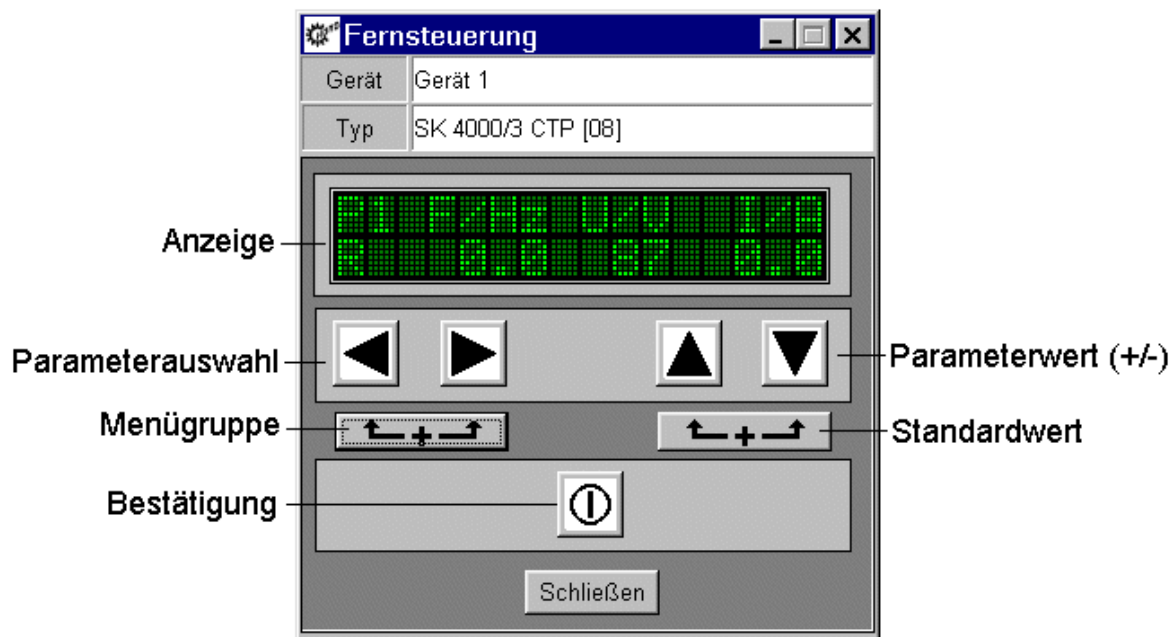 Fernsteuerung
Gerät Gerät 1
Typ SK 4000/3 CTP [08]
P1 F/Hz U/V I/A
R 0.0 87 0.0
Anzeige
Parameterauswahl
Parameterwert (+/-)
Menügruppe
+
+
Standardwert
Bestätigung
Schließen